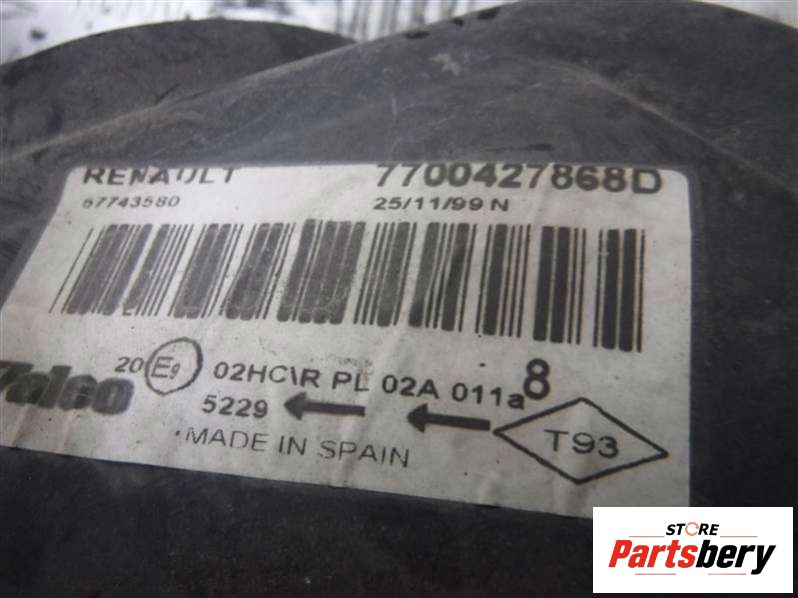 RENAULT 7700427868D
67743580 25/11/99 N
20 E9 02HC\R PL 02A 011a 8
Valeo 5229
MADE IN SPAIN T93
STORE
Partsbery